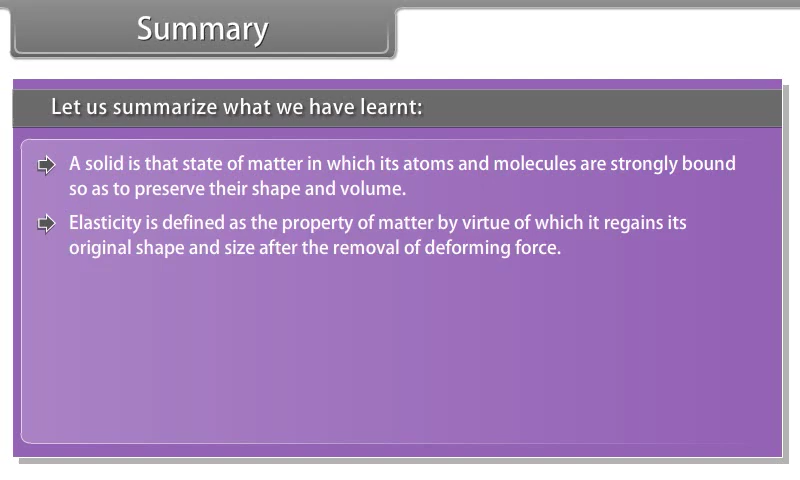 Summary
Let us summarize what we have learnt:
A solid is that state of matter in which its atoms and molecules are strongly bound
so as to preserve their shape and volume.
Elasticity is defined as the property of matter by virtue of which it regains its
original shape and size after the removal of deforming force.